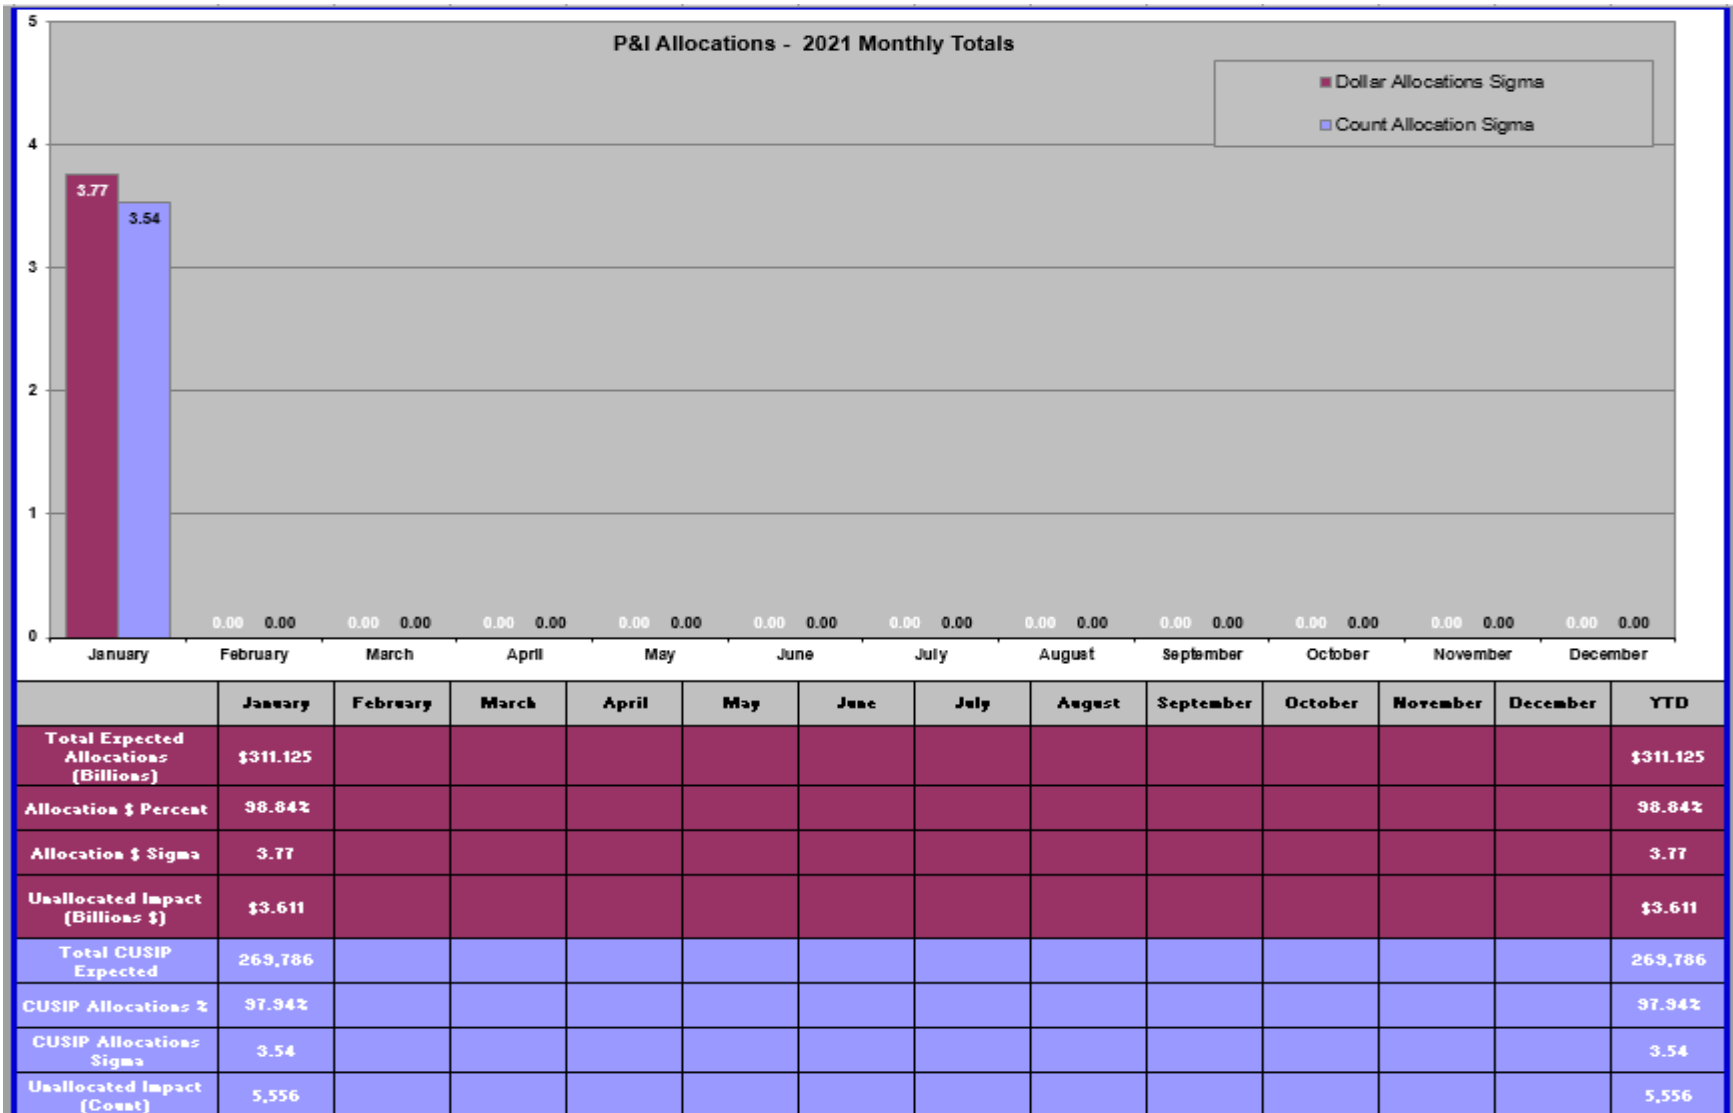 P&I Allocations - 2021 Monthly Totals
Dollar Allocations Sigma
Count Allocation Sigma
5
4
3
2
1
0
3.77
3.54
0.00 0.00 0.00 0.00 0.00 0.00 0.00 0.00 0.00 0.00 0.00 0.00 0.00 0.00 0.00 0.00 0.00 0.00 0.00 0.00 0.00 0.00
January February March April May June July August September October November December
January February March April May June July August September October November December YTD
Total Expected
Allocations
(Billions)
$311.125 $311.125
Allocation $ Percent 98.84% 98.84%
Allocation $ Sigma 3.77 3.77
Unallocated Impact
(Billions $)
$3.611 $3.611
Total CUSIP
Expected
269,786 269,786
CUSIP Allocations % 97.94% 97.94%
CUSIP Allocations
Sigma
3.54 3.54
Unallocated Impact
(Count)
5,556 5,556